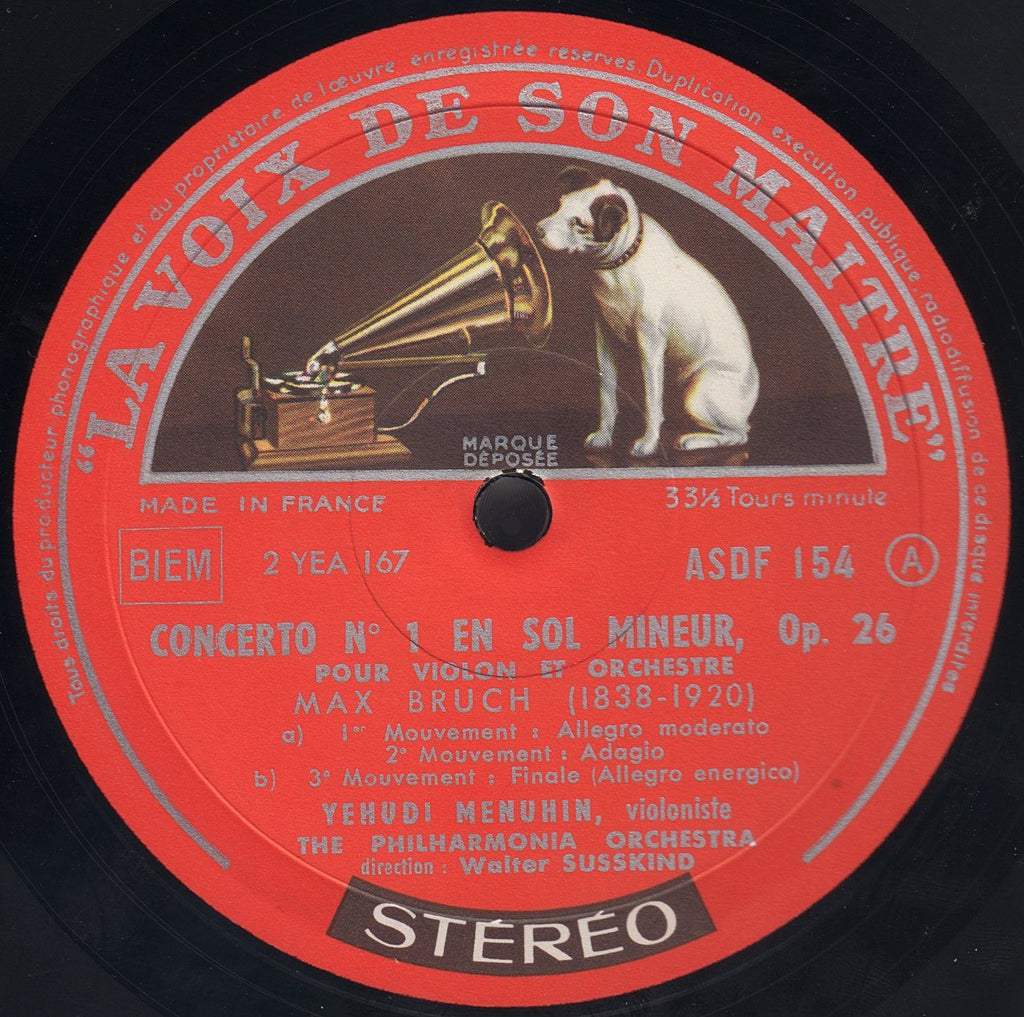 Tous droits du producteur phonographique et du propriétaire de l'œuvre enregistrée reserves. Duplication execution publique, radiodiffusion de ce disque interdites
“LA VOIX DE SON MAITRE”
MARQUE
DÉPOSÉE
MADE IN FRANCE 33⅓ Tours minute
BIEM 2 YEA 167 ASDF 154 A
CONCERTO N° 1 EN SOL MINEUR, Op. 26
POUR VIOLON ET ORCHESTRE
MAX BRUCH (1838-1920)
a) 1er Mouvement : Allegro moderato
2e Mouvement : Adagio
b) 3e Mouvement : Finale (Allegro energico)
YEHUDI MENUHIN, violoniste
THE PHILHARMONIA ORCHESTRA
direction : Walter SUSSKIND
STÉRÉO